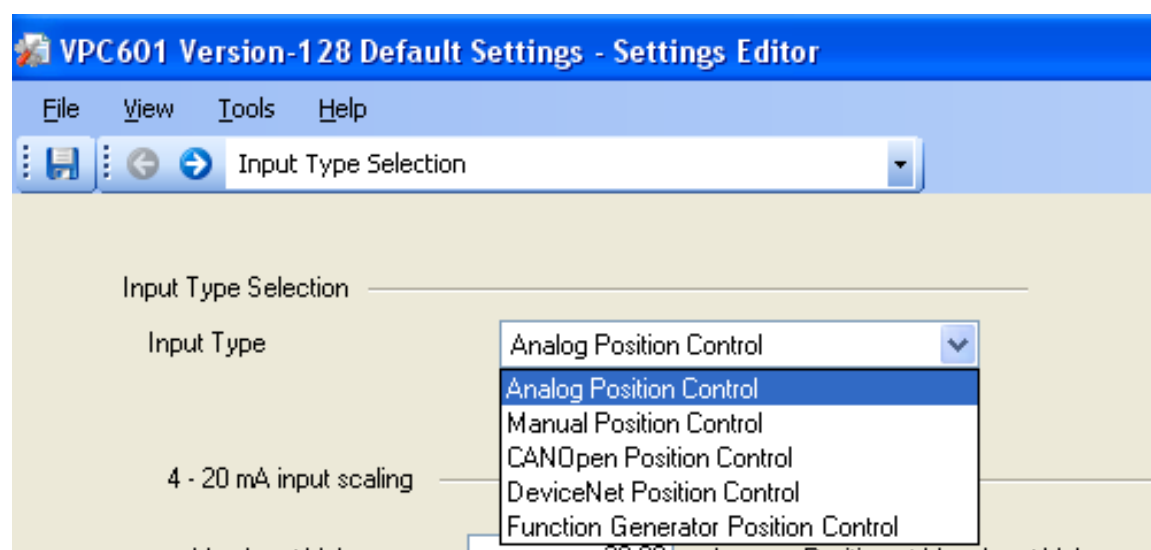 VPC601 Version-128 Default Settings - Settings Editor
File View Tools Help
Input Type Selection
Input Type Selection
Input Type
Analog Position Control
Analog Position Control
Manual Position Control
CANOpen Position Control
DeviceNet Position Control
Function Generator Position Control
4 - 20 mA input scaling